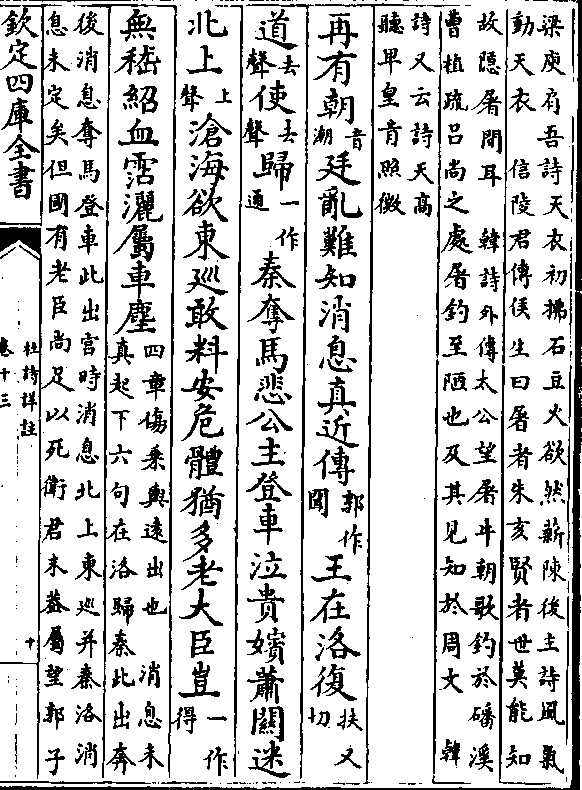 梁庾肩吾詩天衣初拂石豆火欲然薪陳後主詩風氣
動天衣 信陵君傳侯生曰屠者朱亥賢者世莫能知
故隠屠間耳 韓詩外傳太公望屠牛朝歌釣於磻溪
曹植疏吕尚之處屠釣至陋也及其見知於周文 韓
詩又云詩天高
聽早皇肯照微
再有朝音潮廷亂難知消息真近傳郭作聞王在洛復扶又切
道去聲使去聲歸一作通秦奪馬悲公主登車泣貴嬪蕭關迷
北上上聲滄海欲東廵敢料安危體猶多老大臣豈一作得
無嵇紹血霑灑屬車塵四章傷乗輿逺出也 消息未
真起下六句在洛歸秦此出奔
後消息奪馬登車此出宫時消息北上東廵并秦洛消
息未定矣但國有老臣尚足以死衛君末蓋屬望郭子
欽定四庫全書
杜詩詳註
卷十三
十